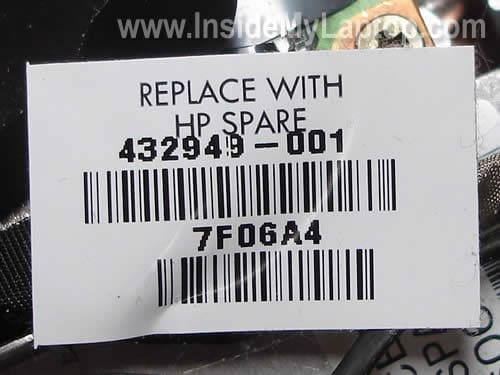 www.InsideMyLaptop.com
REPLACE WITH
HP SPARE
432949-001
7F06A4